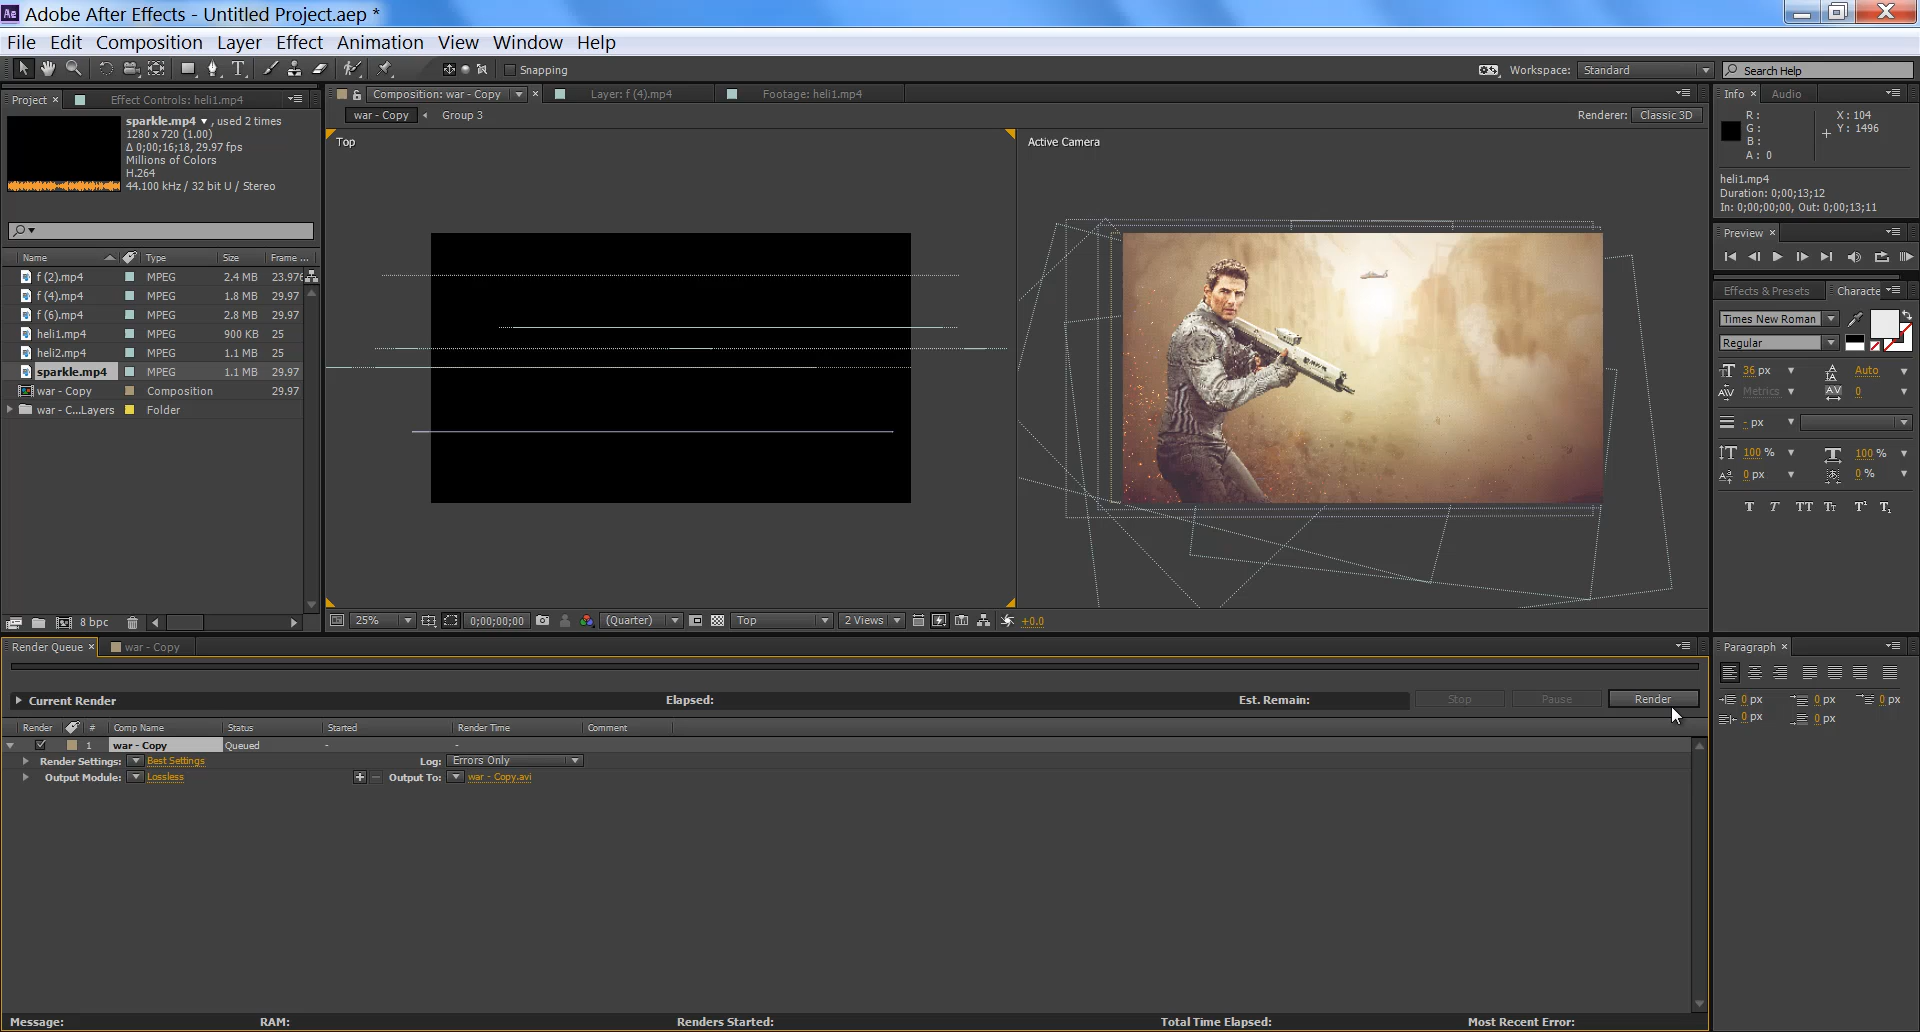 Adobe After Effects - Untitled Project.aep *
File Edit Composition Layer Effect Animation View Window Help
Snapping
Workspace: Standard
Search Help
Project × Effect Controls: heli1.mp4
sparkle.mp4 ▼ , used 2 times
1280 x 720 (1.00)
Δ 0;00;16;18, 29.97 fps
Millions of Colors
H.264
44.100 kHz / 32 bit U / Stereo
Name Type Size Frame ...
f (2).mp4 MPEG 2.4 MB 23.976
f (4).mp4 MPEG 1.8 MB 29.97
f (6).mp4 MPEG 2.8 MB 29.97
heli1.mp4 MPEG 900 KB 25
heli2.mp4 MPEG 1.1 MB 25
sparkle.mp4 MPEG 1.1 MB 29.97
war - Copy Composition 29.97
war - C...Layers Folder
8 bpc
Composition: war - Copy Layer: f (4).mp4 Footage: heli1.mp4
war - Copy Group 3
Renderer: Classic 3D
Top
Active Camera
25% 0;00;00;00 (Quarter) Top 2 Views +0.0
Info × Audio
R: X: 104
G: Y: 1496
B:
A: 0
heli1.mp4
Duration: 0;00;13;12
In: 0;00;00;00, Out: 0;00;13;11
Preview ×
Effects & Presets Characte
Times New Roman
Regular
36 px Auto
Metrics 0
- px
100 % 100 %
0 px 0 %
T T TT Tt T¹ T₁
Render Queue × war - Copy
Current Render Elapsed: Est. Remain: Stop Pause Render
Render # Comp Name Status Started Render Time Comment
1 war - Copy Queued - -
Render Settings: Best Settings Log: Errors Only
Output Module: Lossless Output To: war - Copy.avi
Message: RAM: Renders Started: Total Time Elapsed: Most Recent Error:
Paragraph ×
0 px 0 px 0 px
0 px 0 px